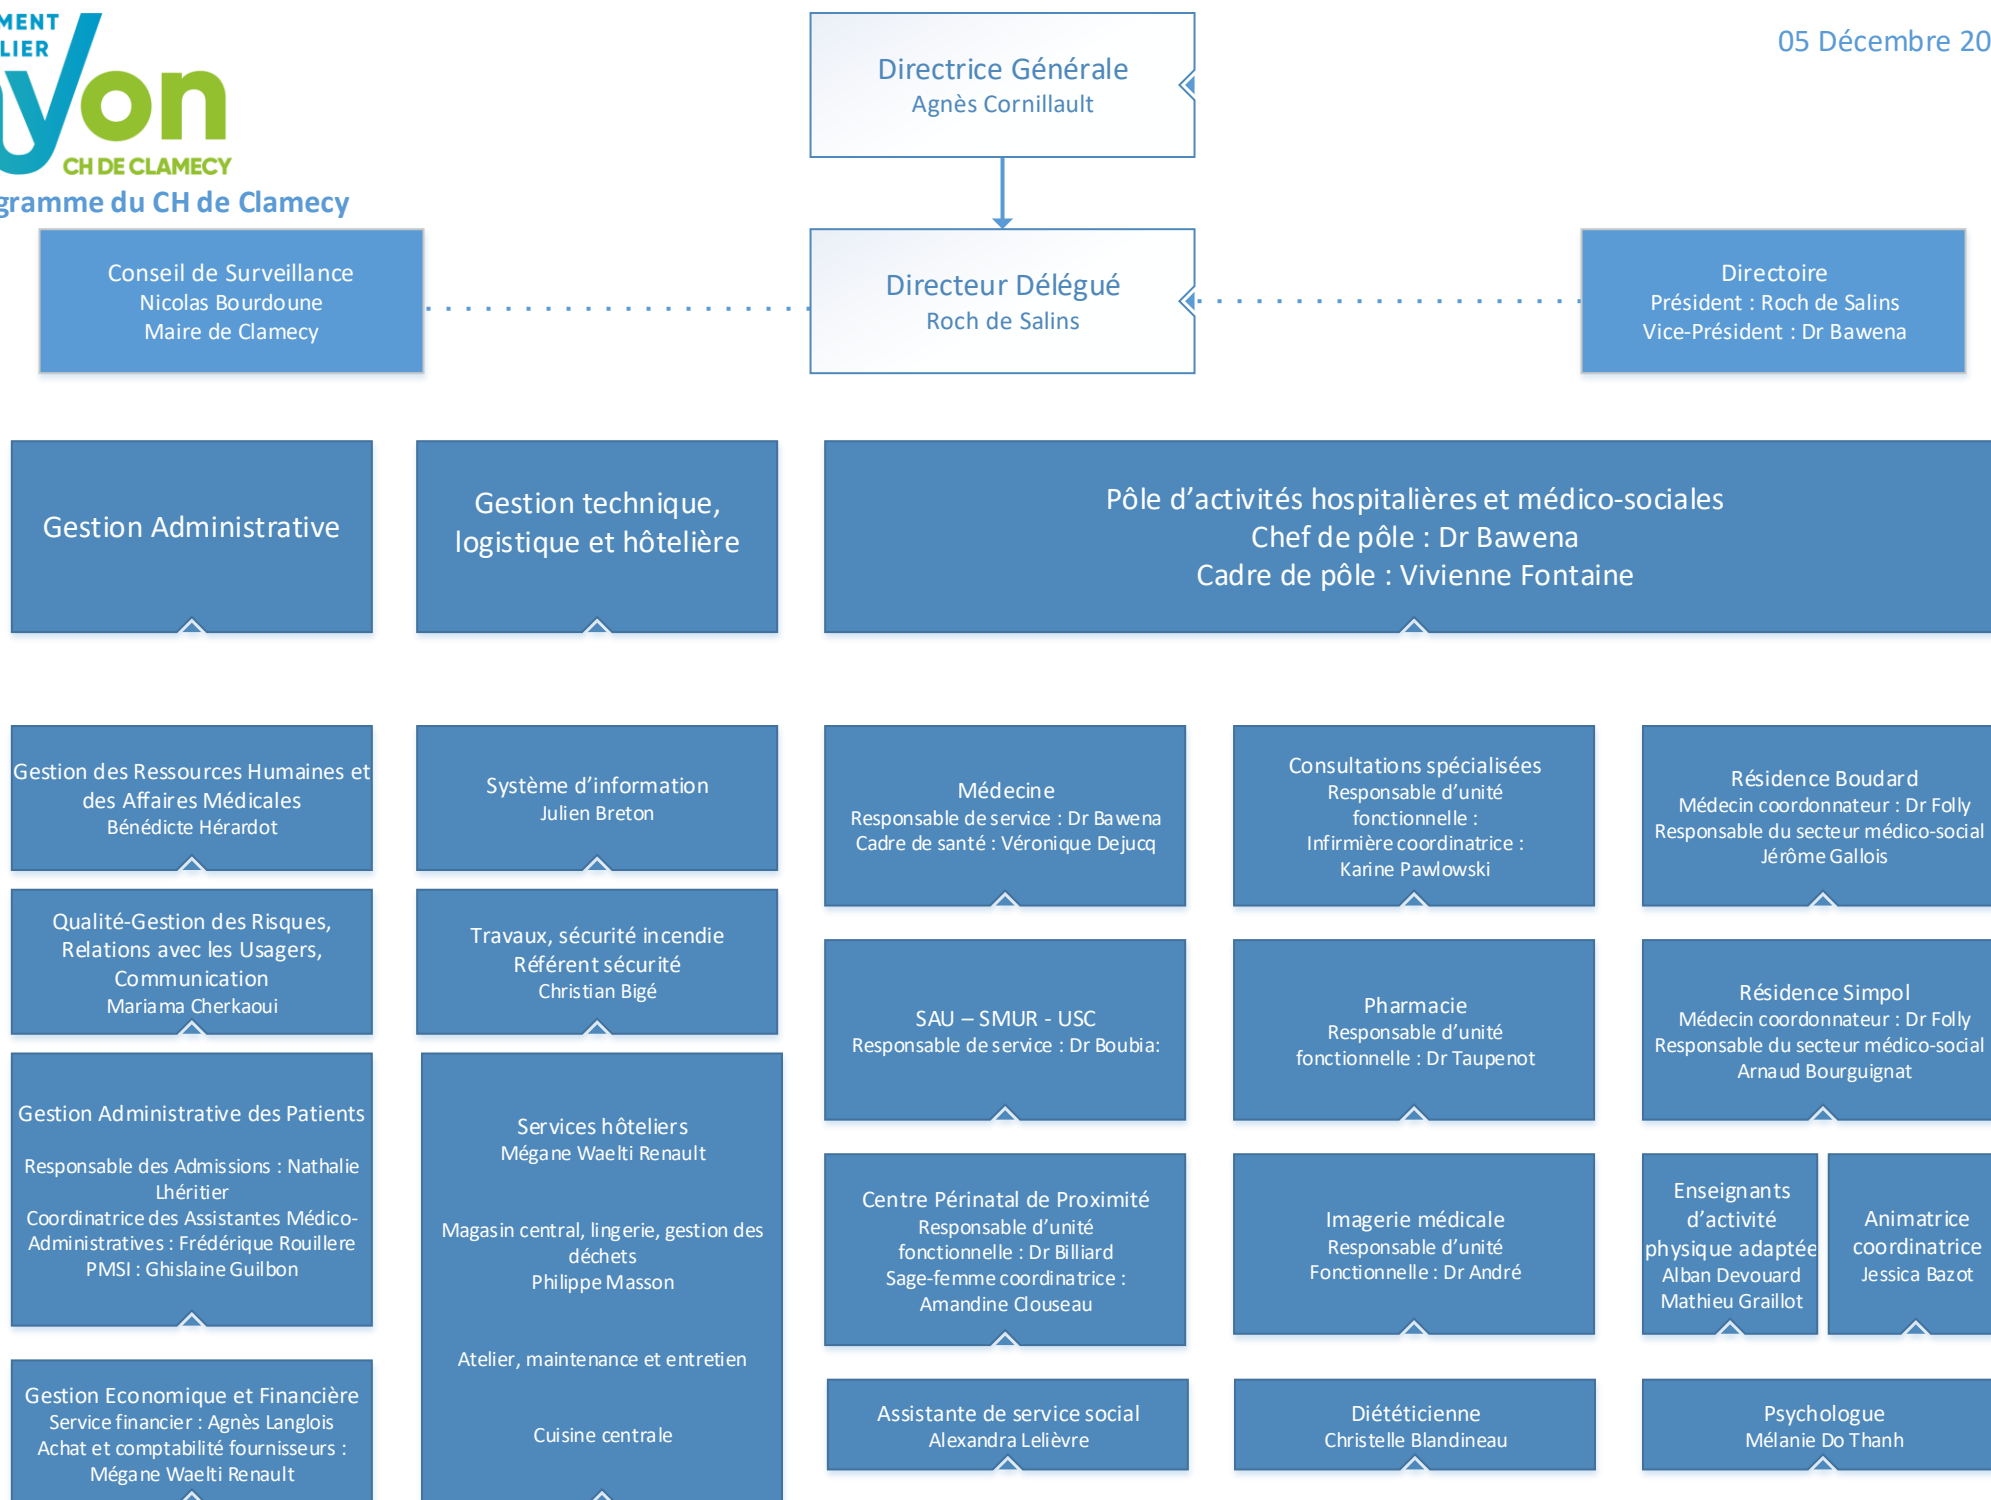 CH DE CLAMECY
du CH de Clamecy
05 Décembre
Directrice Générale
Agnès Cornillault
Conseil de Surveillance
Nicolas Bourdoune
Maire de Clamecy
Directeur Délégué
Roch de Salins
Directoire
Président : Roch de Salins
Vice-Président : Dr Bawena
Gestion Administrative
Gestion technique,
logistique et hôtelière
Pôle d’activités hospitalières et médico-sociales
Chef de pôle : Dr Bawena
Cadre de pôle : Vivienne Fontaine
Gestion des Ressources Humaines et
des Affaires Médicales
Bénédicte Hérardot
Qualité-Gestion des Risques,
Relations avec les Usagers,
Communication
Mariama Cherkaoui
Gestion Administrative des Patients
Responsable des Admissions : Nathalie
Lhéritier
Coordinatrice des Assistantes Médico-
Administratives : Frédérique Rouillere
PMSI : Ghislaine Guilbon
Gestion Economique et Financière
Service financier : Agnès Langlois
Achat et comptabilité fournisseurs :
Mégane Waelti Renault
Système d’information
Julien Breton
Travaux, sécurité incendie
Référent sécurité
Christian Bigé
Services hôteliers
Mégane Waelti Renault
Magasin central, lingerie, gestion des
déchets
Philippe Masson
Atelier, maintenance et entretien
Cuisine centrale
Médecine
Responsable de service : Dr Bawena
Cadre de santé : Véronique Dejucq
SAU – SMUR - USC
Responsable de service : Dr Boubia:
Centre Périnatal de Proximité
Responsable d’unité
fonctionnelle : Dr Billiard
Sage-femme coordinatrice :
Amandine Clouseau
Assistante de service social
Alexandra Lelièvre
Consultations spécialisées
Responsable d’unité
fonctionnelle :
Infirmière coordinatrice :
Karine Pawlowski
Pharmacie
Responsable d’unité
fonctionnelle : Dr Taupenot
Imagerie médicale
Responsable d’unité
Fonctionnelle : Dr André
Diététicienne
Christelle Blandineau
Résidence Boudard
Médecin coordonnateur : Dr Folly
Responsable du secteur médico-social
Jérôme Gallois
Résidence Simpol
Médecin coordonnateur : Dr Folly
Responsable du secteur médico-social
Arnaud Bourguignat
Enseignants
d’activité
physique adaptée
Alban Devouard
Mathieu Graillot
Animatrice
coordinatrice
Jessica Bazot
Psychologue
Mélanie Do Thanh